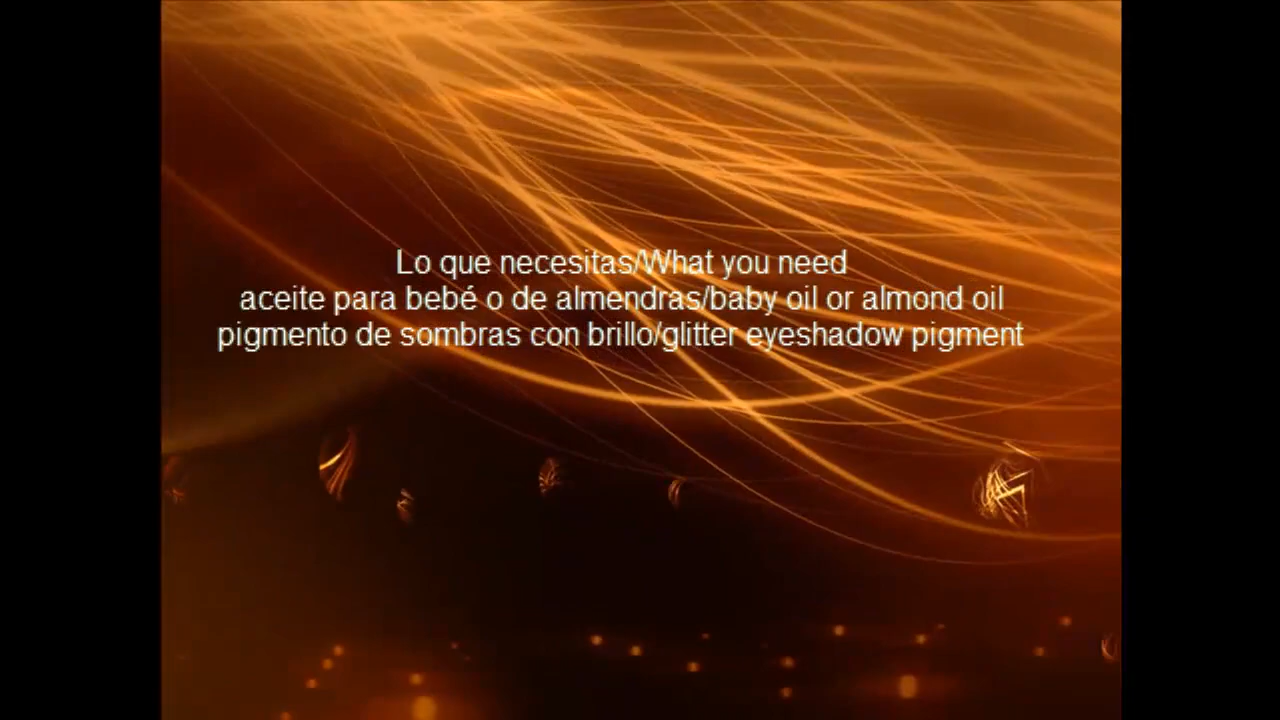 Lo que necesitas/What you need
aceite para bebé o de almendras/baby oil or almond oil
pigmento de sombras con brillo/glitter eyeshadow pigment